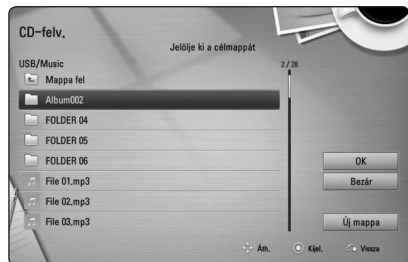 CD-felv.
Jelölje ki a célmappát
USB/Music
2 / 28
Mappa fel
Album002
FOLDER 04
FOLDER 05
FOLDER 06
File 01.mp3
File 02.mp3
File 03.mp3
OK
Bezár
Új mappa
Áth.
Kijel.
Vissza